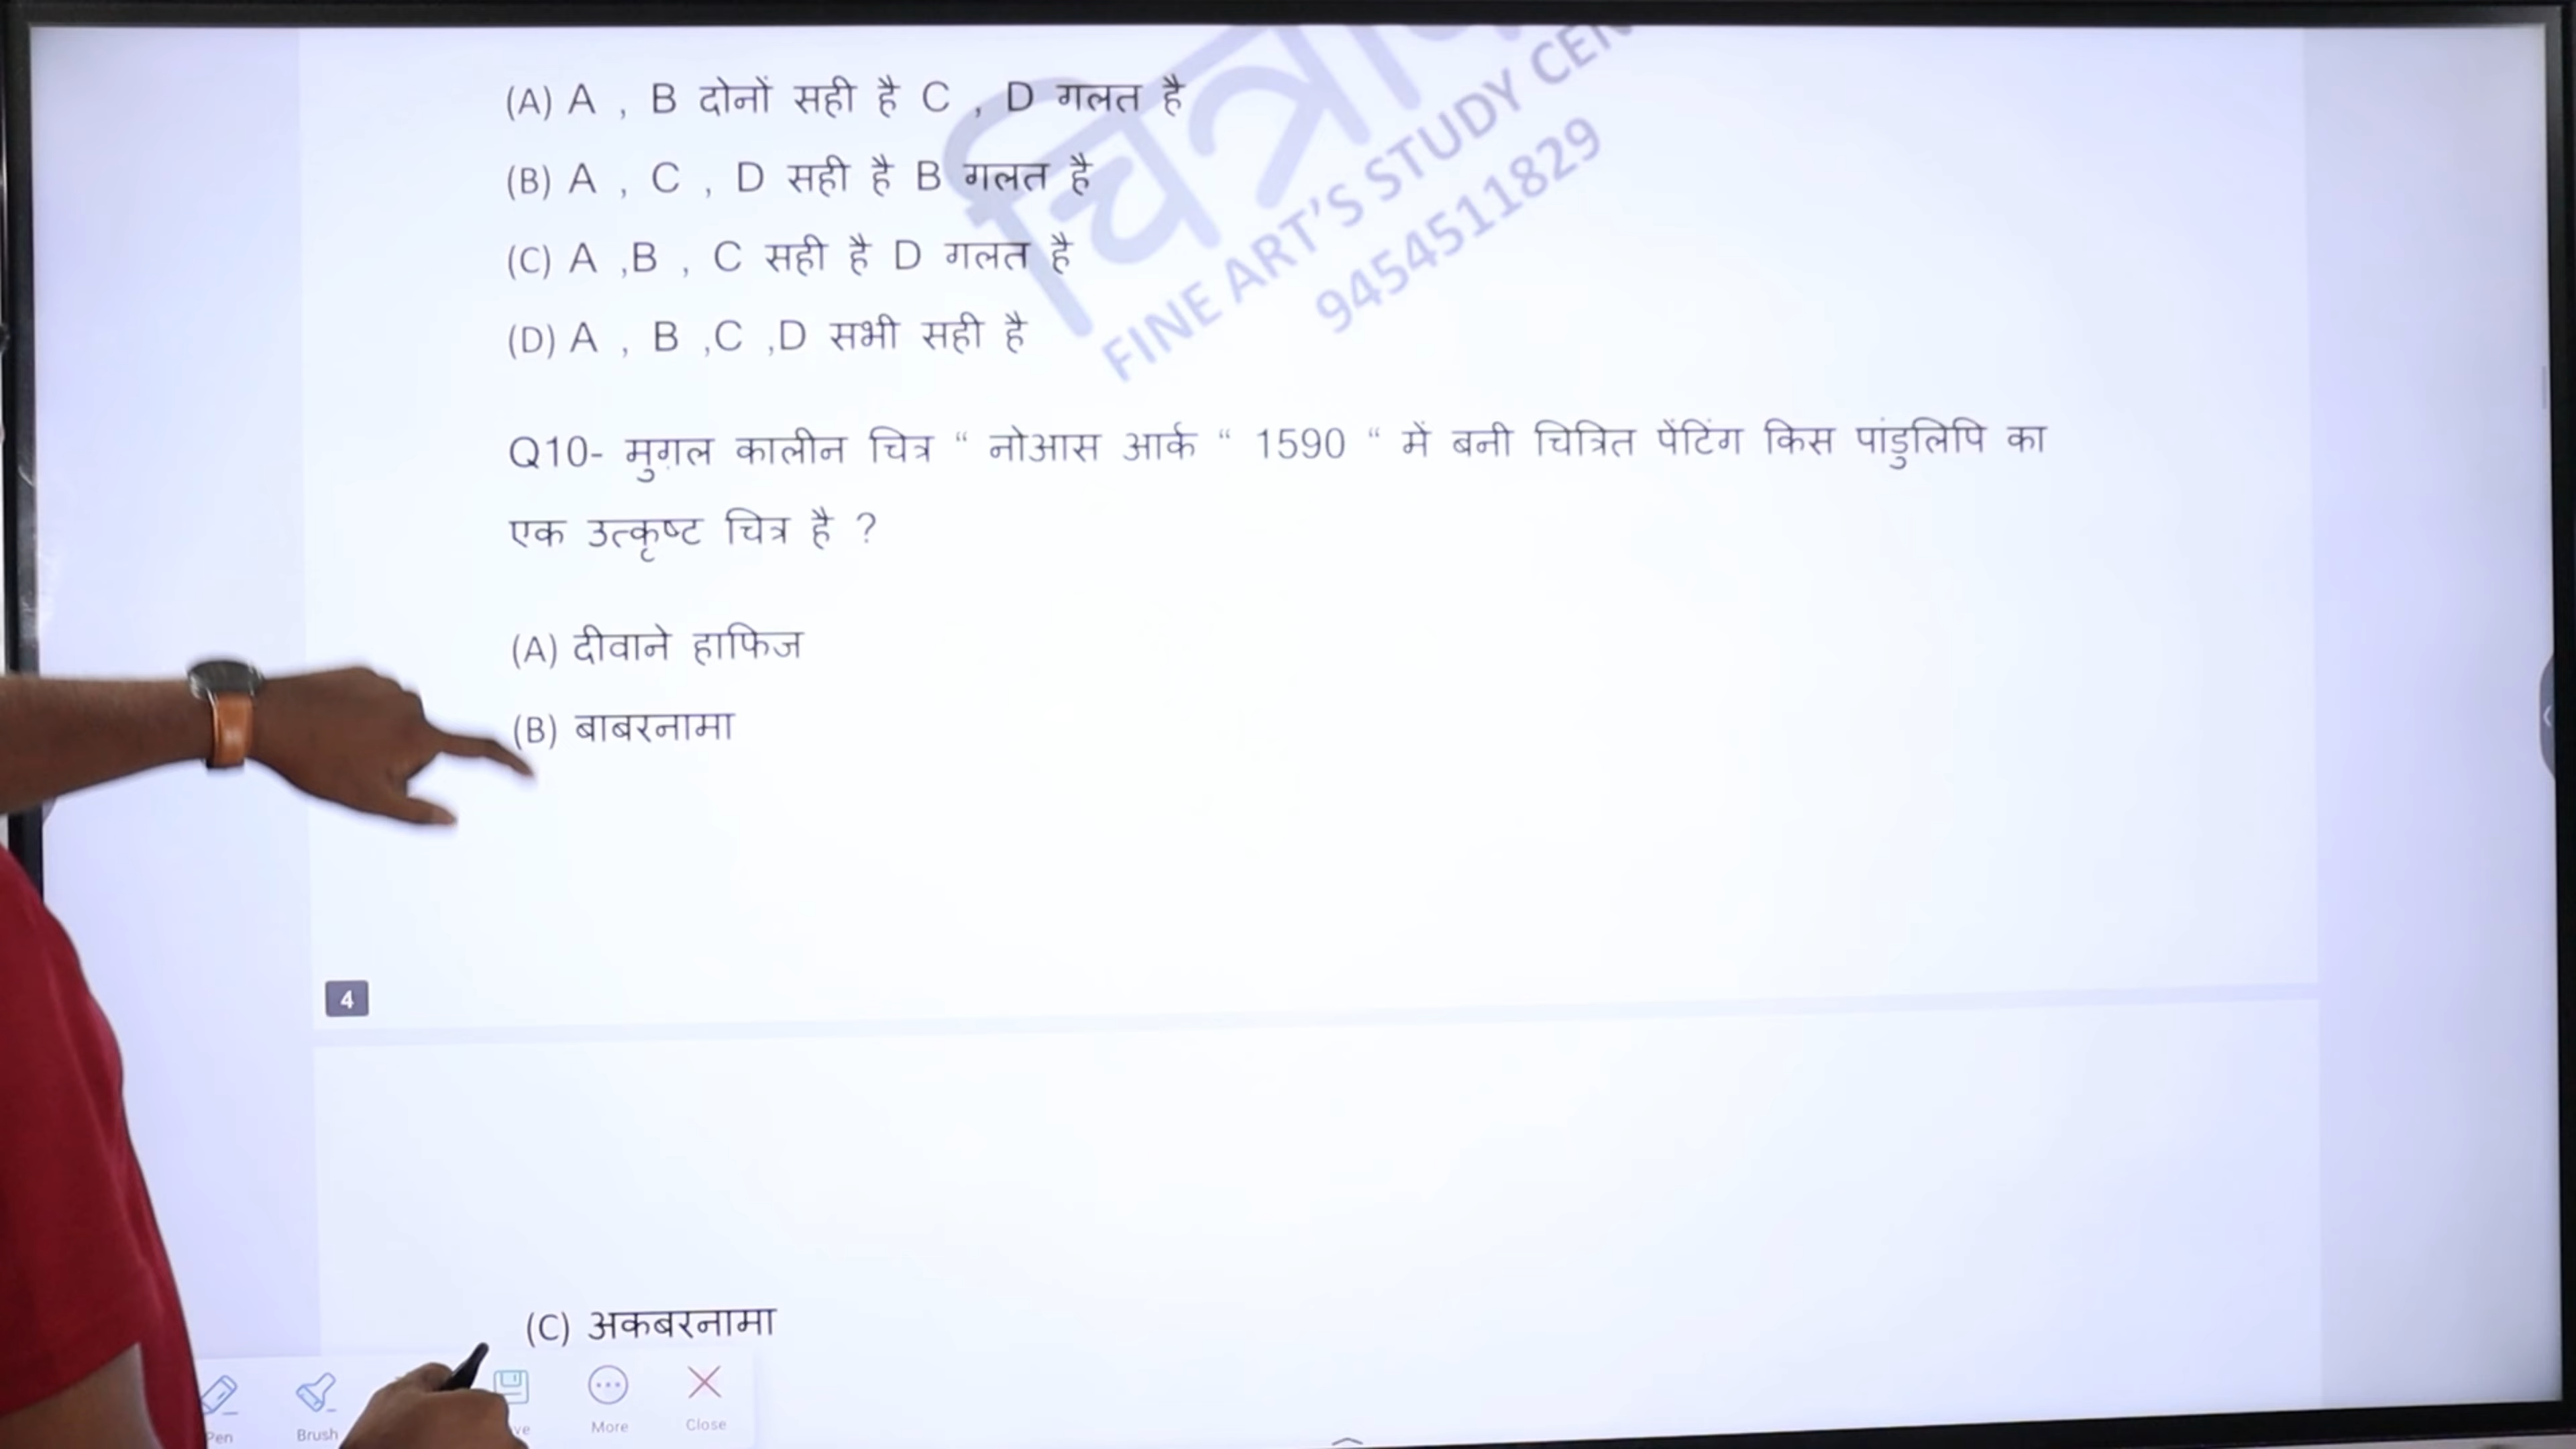 (A) A , B दोनों सही है C , D गलत है
(B) A , C , D सही है B गलत है
(C) A ,B , C सही है D गलत है
(D) A , B ,C ,D सभी सही है
FINE ART'S STUDY CEN
9454511829
Q10- मुग़ल कालीन चित्र “ नोआस आर्क “ 1590 “ में बनी चित्रित पेंटिंग किस पांडुलिपि का
एक उत्कृष्ट चित्र है ?
(A) दीवाने हाफिज
(B) बाबरनामा
4
(C) अकबरनामा
Pen Brush ve More Close